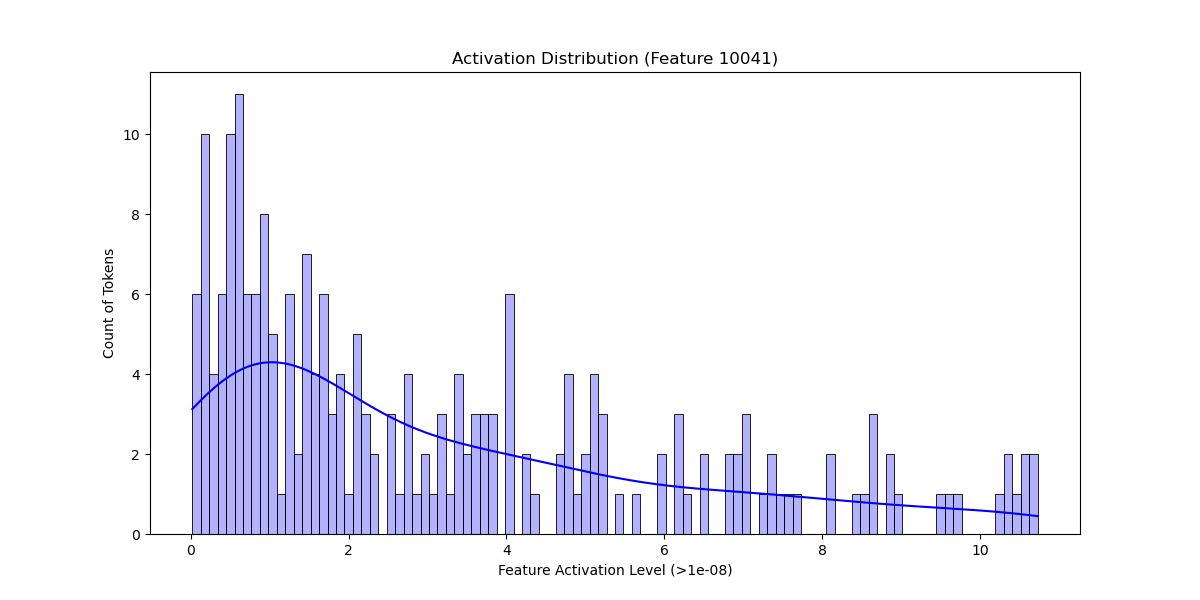 Activation Distribution (Feature 10041)
Count of Tokens
10
8
6
4
2
0
0 2 4 6 8 10
Feature Activation Level (>1e-08)